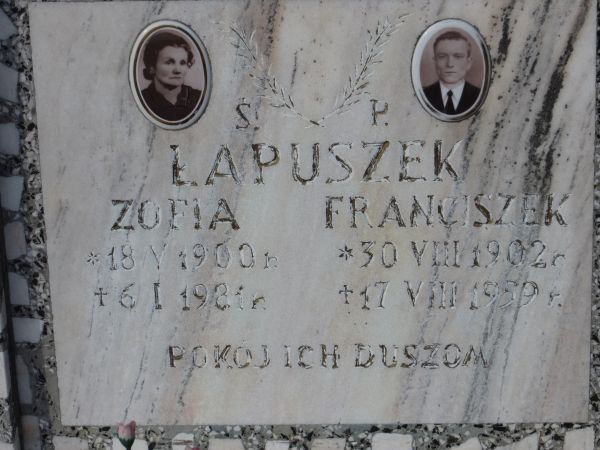 Ś. P.
ŁAPUSZEK
ZOFIA FRANCISZEK
*18 V 1900 r. *30 VIII 1902 r
+ 6 I 1981 r. + 17 VIII 1959 r.
POKÓJ ICH DUSZOM